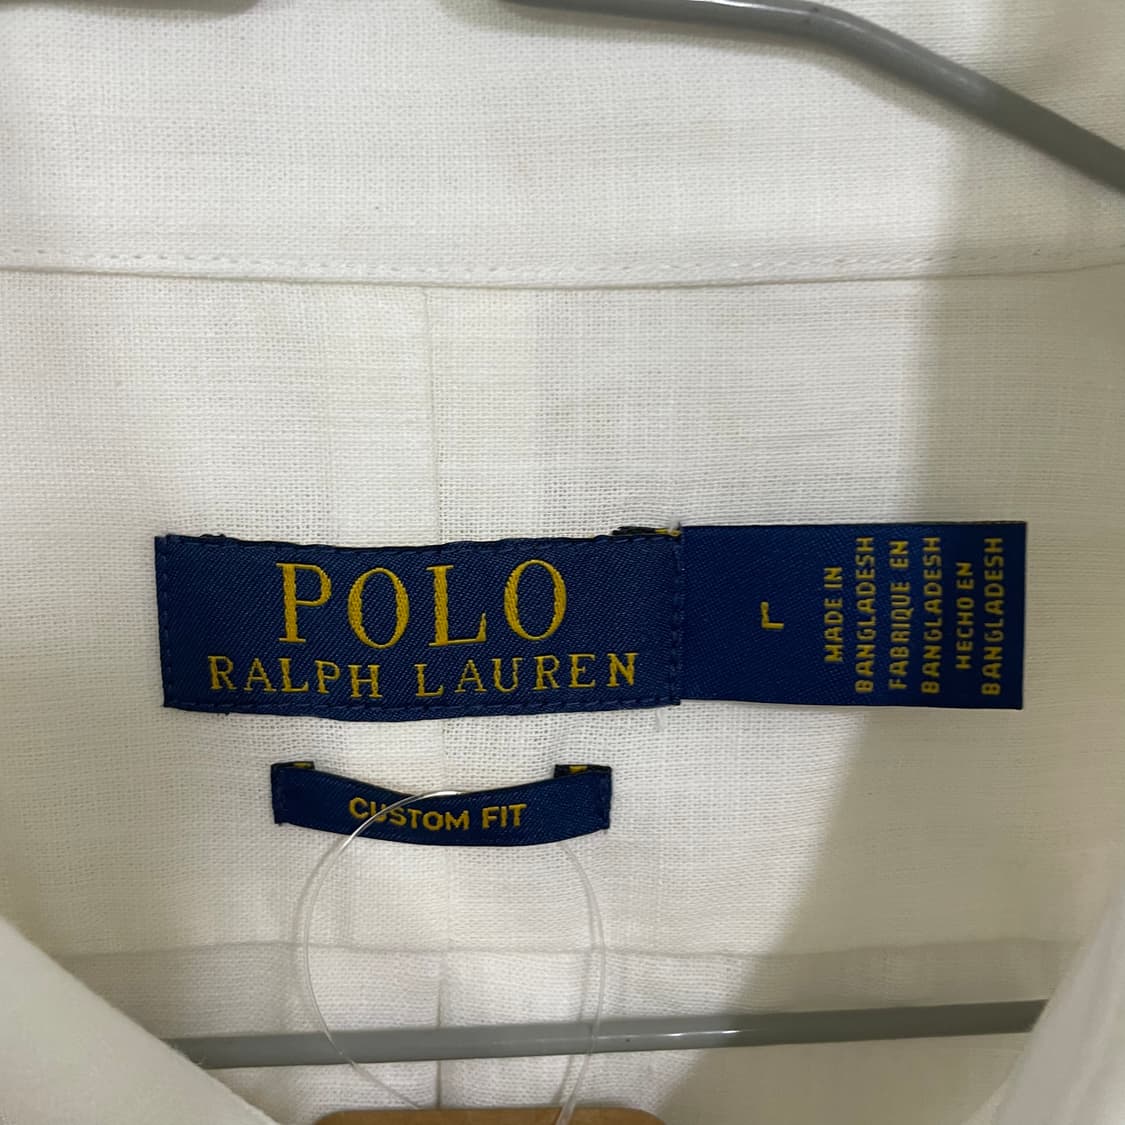 POLO
RALPH LAUREN
L
MADE IN
BANGLADESH
FABRIQUE EN
BANGLADESH
HECHO EN
BANGLADESH
CUSTOM FIT